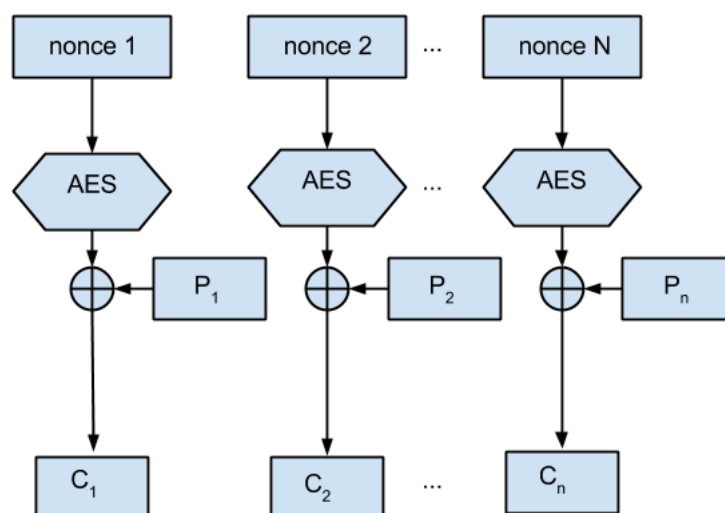 nonce 1 nonce 2 ... nonce N
AES AES ... AES
P₁ P₂ Pₙ
C₁ C₂ ... Cₙ